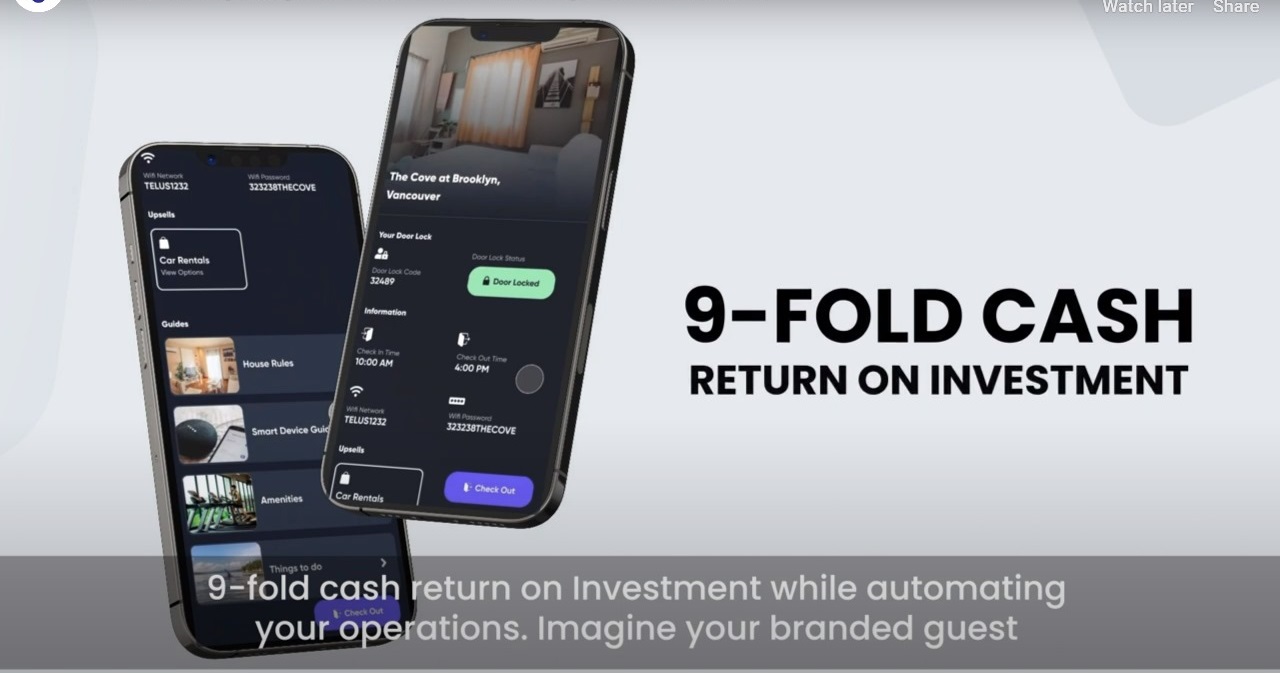 Watch later Share
Wifi Network
TELUS1232
Wifi Password
323238THECOVE
Upsells
Car Rentals
View Options
Guides
House Rules
Smart Device Guid
Amenities
Things to do
Check Out
The Cove at Brooklyn,
Vancouver
Your Door Lock
Door Lock Code
32489
Door Lock Status
Door Locked
Information
Check In Time
10:00 AM
Check Out Time
4:00 PM
Wifi Network
TELUS1232
Wifi Password
323238THECOVE
Upsells
Car Rentals
Check Out
9-FOLD CASH
RETURN ON INVESTMENT
9-fold cash return on Investment while automating
your operations. Imagine your branded guest